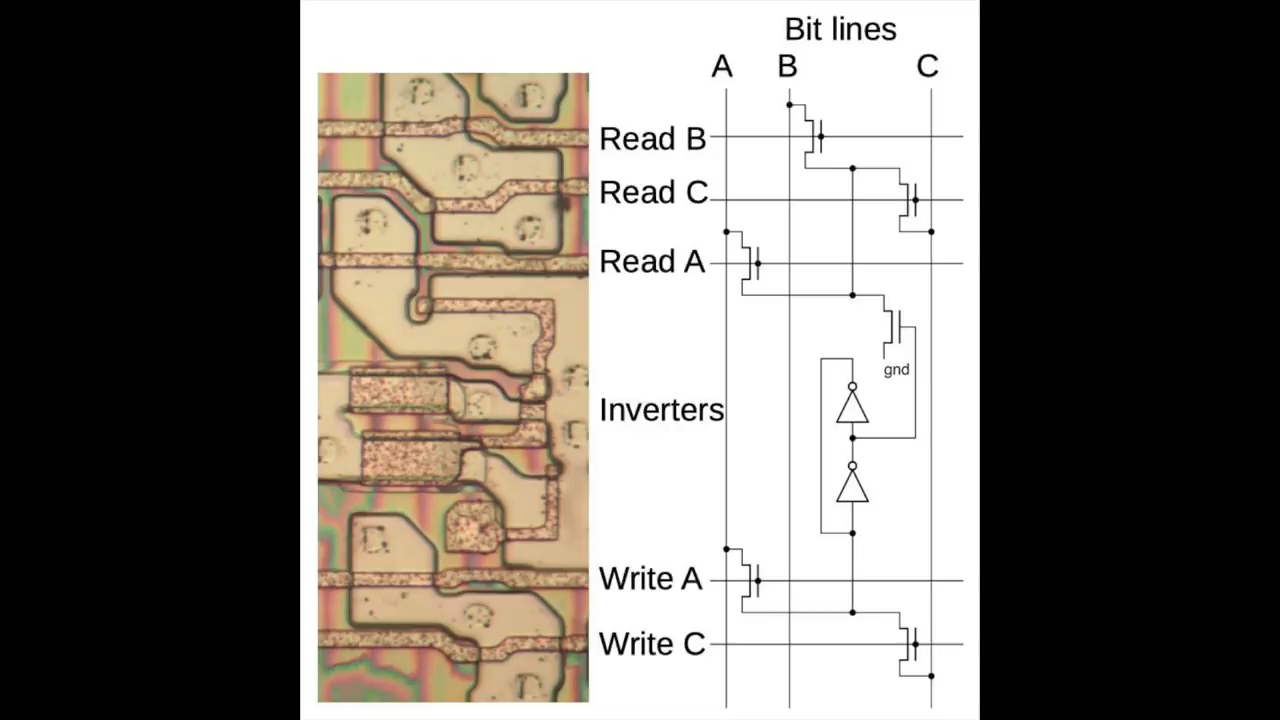 Bit lines
A B C
Read B
Read C
Read A
gnd
Inverters
Write A
Write C